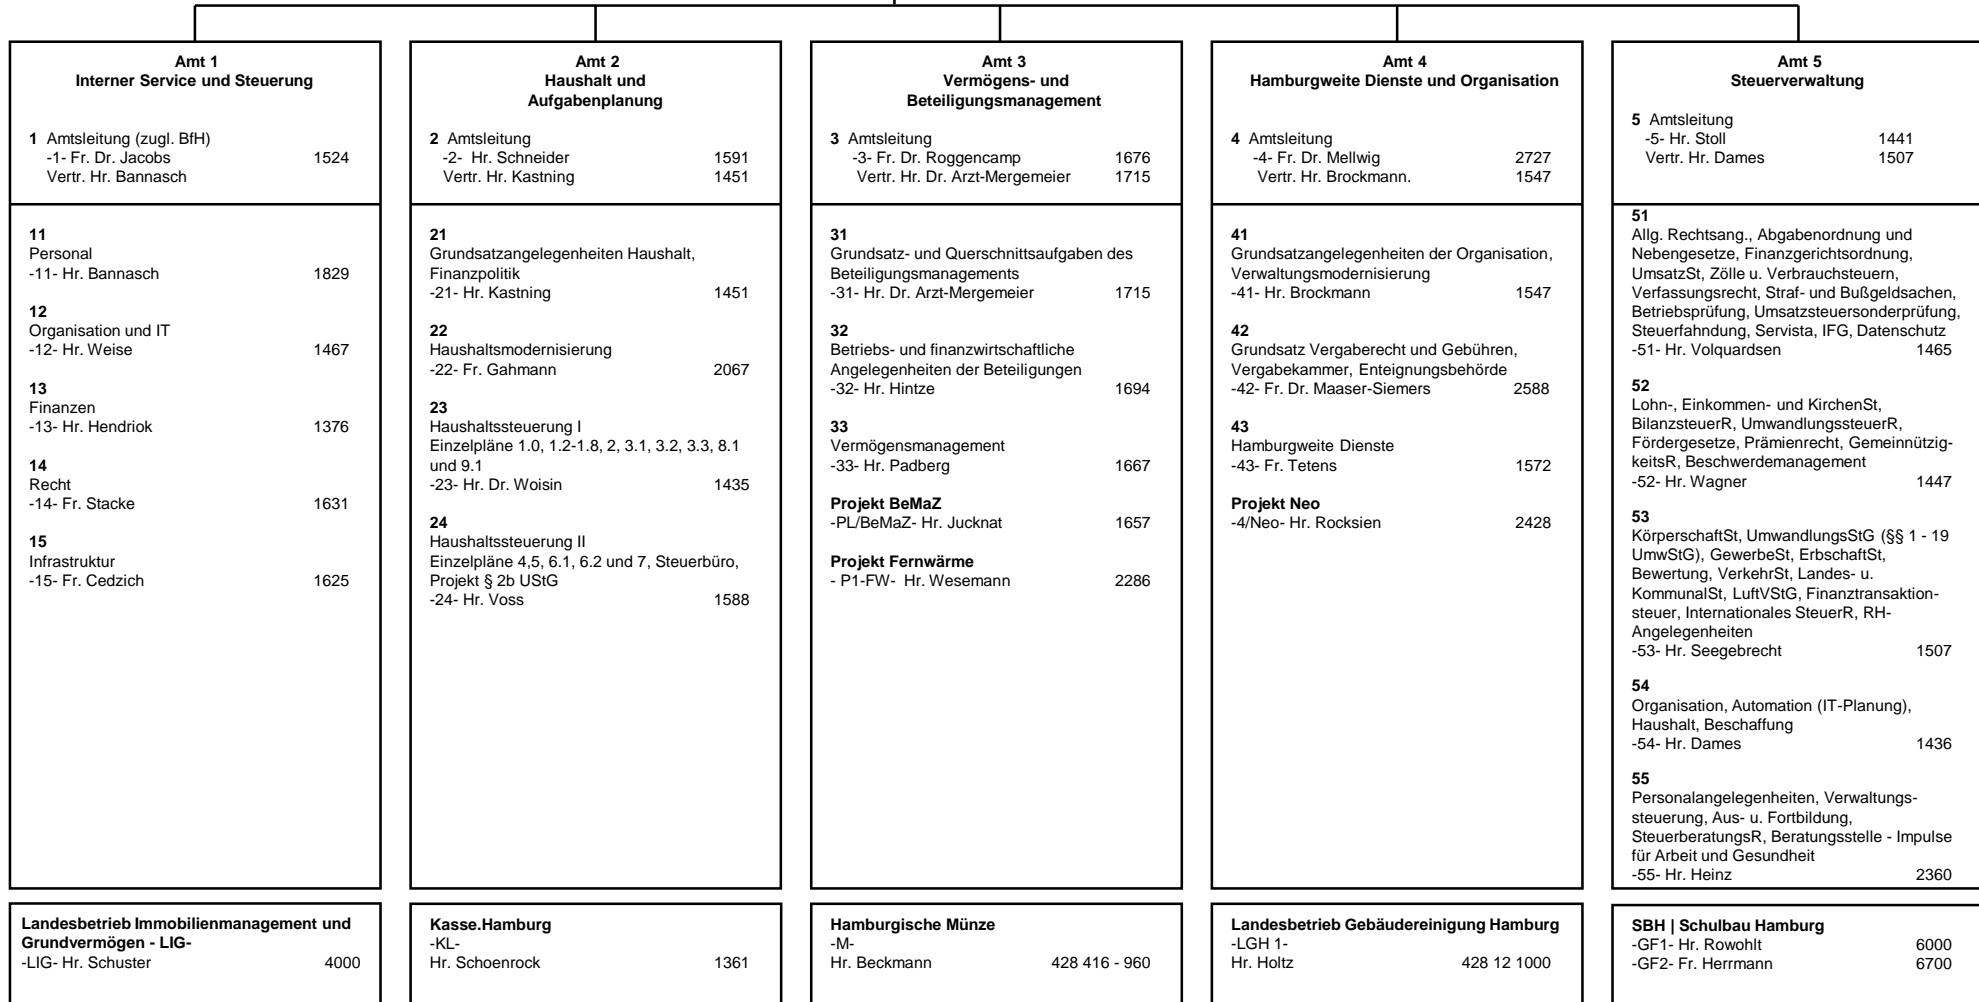 Amt 1
Interner Service und Steuerung
1 Amtsleitung (zugl. BfH)
-1- Fr. Dr. Jacobs 1524
Vertr. Hr. Bannasch
11
Personal
-11- Hr. Bannasch 1829
12
Organisation und IT
-12- Hr. Weise 1467
13
Finanzen
-13- Hr. Hendriok 1376
14
Recht
-14- Fr. Stacke 1631
15
Infrastruktur
-15- Fr. Cedzich 1625
Amt 2
Haushalt und
Aufgabenplanung
2 Amtsleitung
-2- Hr. Schneider 1591
Vertr. Hr. Kastning 1451
21
Grundsatzangelegenheiten Haushalt,
Finanzpolitik
-21- Hr. Kastning 1451
22
Haushaltsmodernisierung
-22- Fr. Gahmann 2067
23
Haushaltssteuerung I
Einzelpläne 1.0, 1.2-1.8, 2, 3.1, 3.2, 3.3, 8.1
und 9.1
-23- Hr. Dr. Woisin 1435
24
Haushaltssteuerung II
Einzelpläne 4,5, 6.1, 6.2 und 7, Steuerbüro,
Projekt § 2b UStG
-24- Hr. Voss 1588
Amt 3
Vermögens- und
Beteiligungsmanagement
3 Amtsleitung
-3- Fr. Dr. Roggencamp 1676
Vertr. Hr. Dr. Arzt-Mergemeier 1715
31
Grundsatz- und Querschnittsaufgaben des
Beteiligungsmanagements
-31- Hr. Dr. Arzt-Mergemeier 1715
32
Betriebs- und finanzwirtschaftliche
Angelegenheiten der Beteiligungen
-32- Hr. Hintze 1694
33
Vermögensmanagement
-33- Hr. Padberg 1667
Projekt BeMaZ
-PL/BeMaZ- Hr. Jucknat 1657
Projekt Fernwärme
- P1-FW- Hr. Wesemann 2286
Amt 4
Hamburgweite Dienste und Organisation
4 Amtsleitung
-4- Fr. Dr. Mellwig 2727
Vertr. Hr. Brockmann. 1547
41
Grundsatzangelegenheiten der Organisation,
Verwaltungsmodernisierung
-41- Hr. Brockmann 1547
42
Grundsatz Vergaberecht und Gebühren,
Vergabekammer, Enteignungsbehörde
-42- Fr. Dr. Maaser-Siemers 2588
43
Hamburgweite Dienste
-43- Fr. Tetens 1572
Projekt Neo
-4/Neo- Hr. Rocksien 2428
Amt 5
Steuerverwaltung
5 Amtsleitung
-5- Hr. Stoll 1441
Vertr. Hr. Dames 1507
51
Allg. Rechtsang., Abgabenordnung und
Nebengesetze, Finanzgerichtsordnung,
UmsatzSt, Zölle u. Verbrauchsteuern,
Verfassungsrecht, Straf- und Bußgeldsachen,
Betriebsprüfung, Umsatzsteuersonderprüfung,
Steuerfahndung, Servista, IFG, Datenschutz
-51- Hr. Volquardsen 1465
52
Lohn-, Einkommen- und KirchenSt,
BilanzsteuerR, UmwandlungssteuerR,
Fördergesetze, Prämienrecht, Gemeinnützig-
keitsR, Beschwerdemanagement
-52- Hr. Wagner 1447
53
KörperschaftSt, UmwandlungsStG (§§ 1 - 19
UmwStG), GewerbeSt, ErbschaftSt,
Bewertung, VerkehrSt, Landes- u.
KommunalSt, LuftVStG, Finanztransaktion-
steuer, Internationales SteuerR, RH-
Angelegenheiten
-53- Hr. Seegebrecht 1507
54
Organisation, Automation (IT-Planung),
Haushalt, Beschaffung
-54- Hr. Dames 1436
55
Personalangelegenheiten, Verwaltungs-
steuerung, Aus- u. Fortbildung,
SteuerberatungsR, Beratungsstelle - Impulse
für Arbeit und Gesundheit
-55- Hr. Heinz 2360
Landesbetrieb Immobilienmanagement und
Grundvermögen - LIG-
-LIG- Hr. Schuster 4000
Kasse.Hamburg
-KL-
Hr. Schoenrock 1361
Hamburgische Münze
-M-
Hr. Beckmann 428 416 - 960
Landesbetrieb Gebäudereinigung Hamburg
-LGH 1-
Hr. Holtz 428 12 1000
SBH | Schulbau Hamburg
-GF1- Hr. Rowohlt 6000
-GF2- Fr. Herrmann 6700